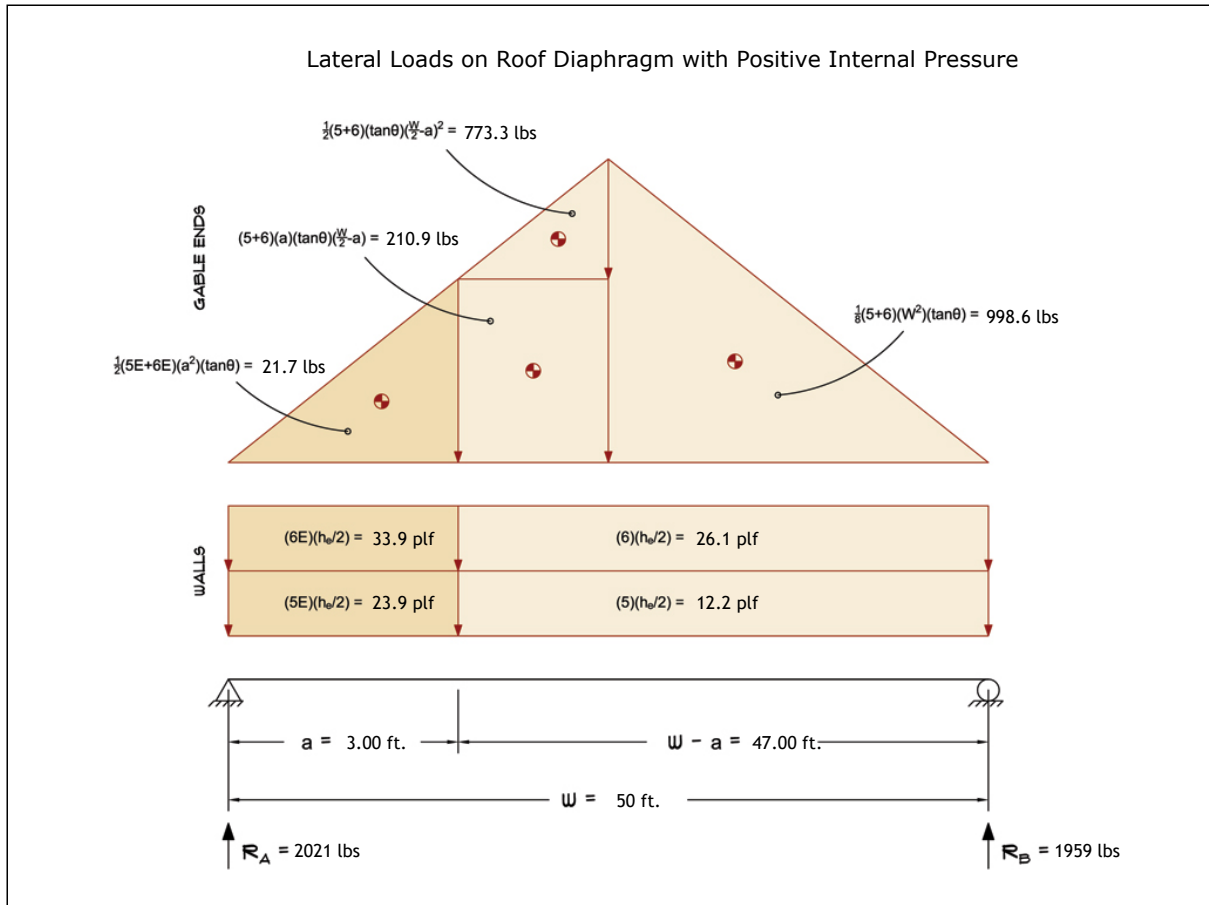 Lateral Loads on Roof Diaphragm with Positive Internal Pressure
½(5+6)(tanθ)(W/2-a)² = 773.3 lbs
GABLE ENDS
(5+6)(a)(tanθ)(W/2-a) = 210.9 lbs
⅛(5+6)(W²)(tanθ) = 998.6 lbs
½(5E+6E)(a²)(tanθ) = 21.7 lbs
WALLS
(6E)(hₑ/2) = 33.9 plf
(6)(hₑ/2) = 26.1 plf
(5E)(hₑ/2) = 23.9 plf
(5)(hₑ/2) = 12.2 plf
a = 3.00 ft.
W - a = 47.00 ft.
W = 50 ft.
R_A = 2021 lbs
R_B = 1959 lbs